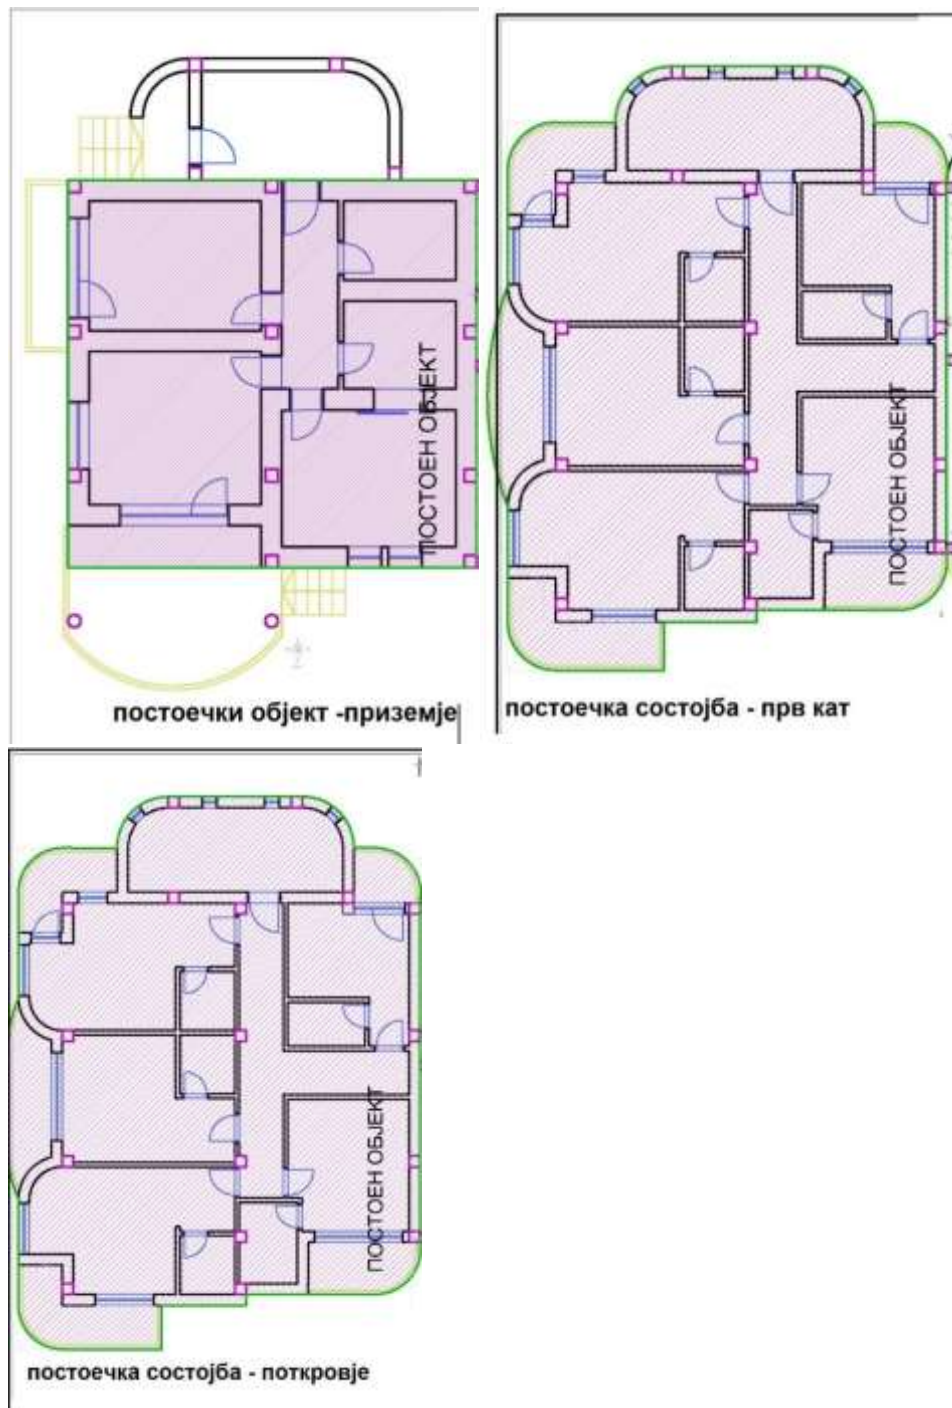 ПОСТОЕН ОБЈЕКТ
постоечки објект -приземје
ПОСТОЕН ОБЈЕКТ
постоечка состојба - прв кат
ПОСТОЕН ОБЈЕКТ
постоечка состојба - поткровје